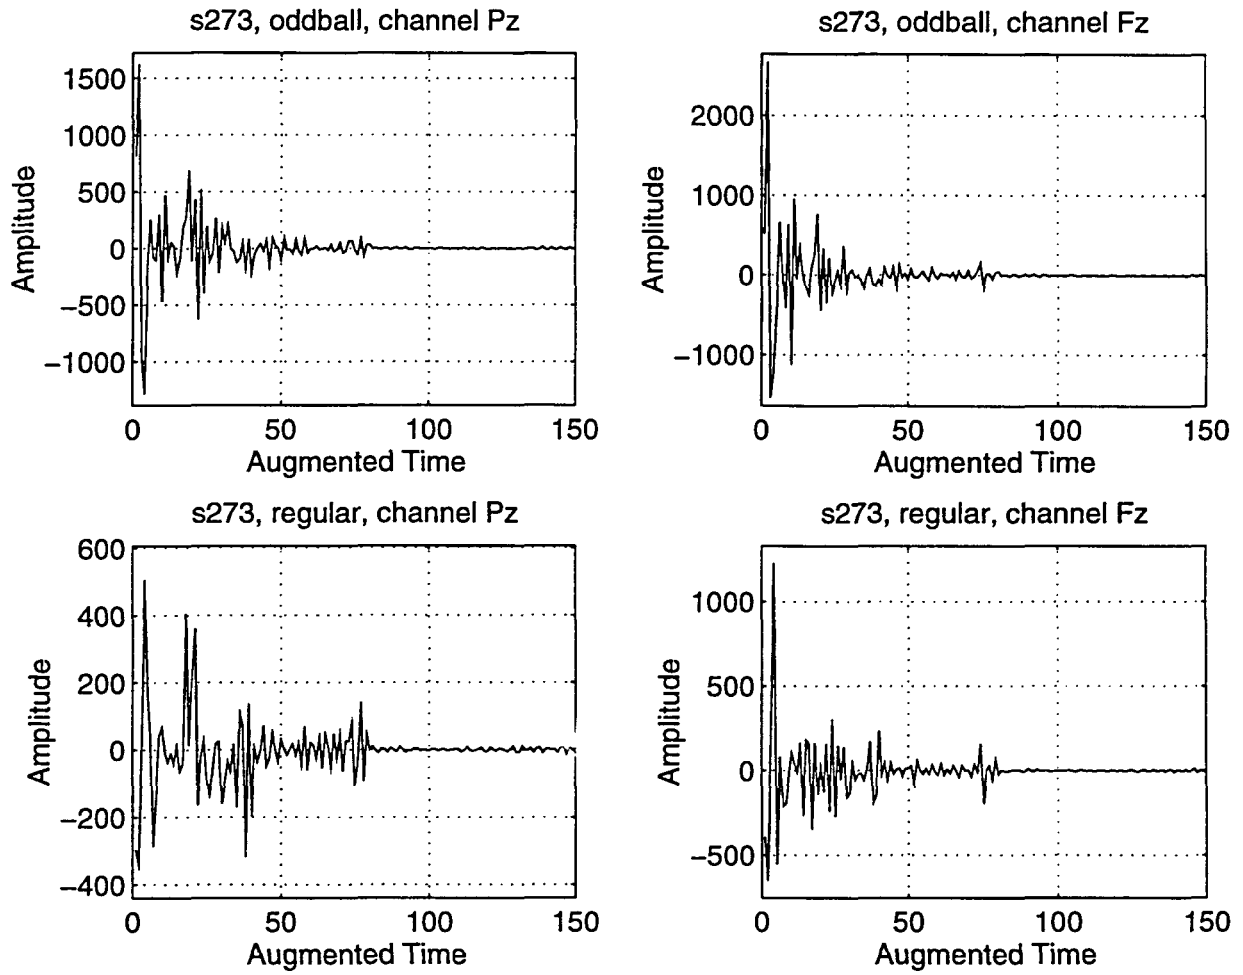 s273, oddball, channel Pz
1500
1000
500
0
−500
−1000
Amplitude
0 50 100 150
Augmented Time
s273, oddball, channel Fz
2000
1000
0
−1000
Amplitude
0 50 100 150
Augmented Time
s273, regular, channel Pz
600
400
200
0
−200
−400
Amplitude
0 50 100 150
Augmented Time
s273, regular, channel Fz
1000
500
0
−500
Amplitude
0 50 100 150
Augmented Time